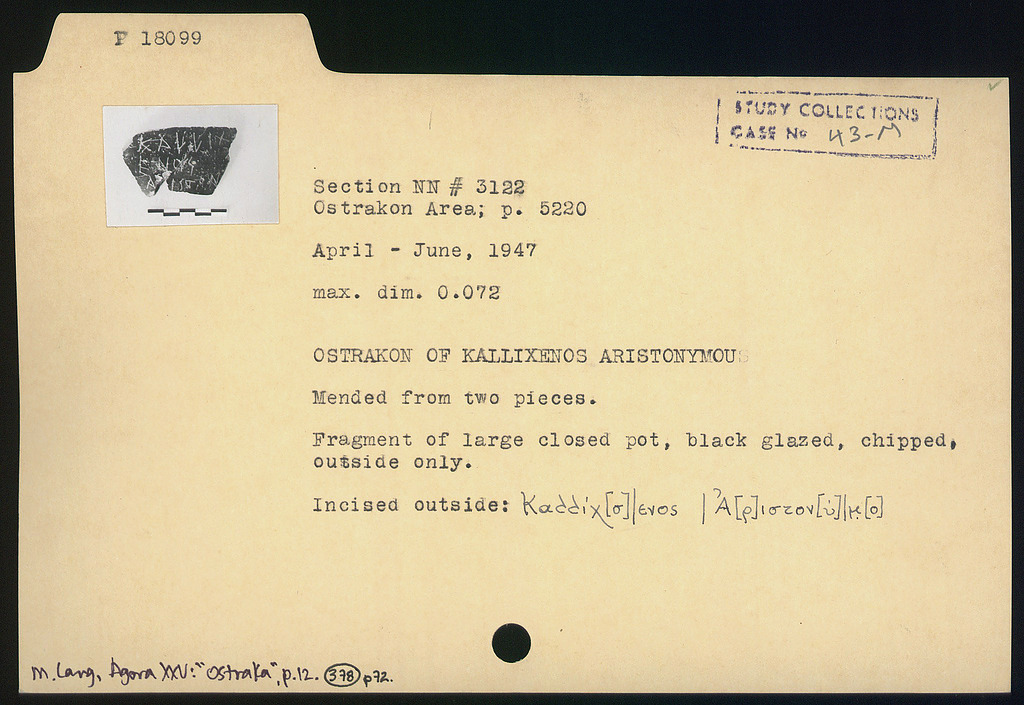 P 18099
STUDY COLLECTIONS
CASE No 43-M
Section NN # 3122
Ostrakon Area; p. 5220
April - June, 1947
max. dim. 0.072
OSTRAKON OF KALLIXENOS ARISTONYMOUS
Mended from two pieces.
Fragment of large closed pot, black glazed, chipped,
outside only.
Incised outside: Καλλίχ[σ]|ενος | Ἀ[ρ]ιστον[ύ]|μ[ο]
M. Lang, Agora XXV: "Ostraka", p.12. 378 p72.